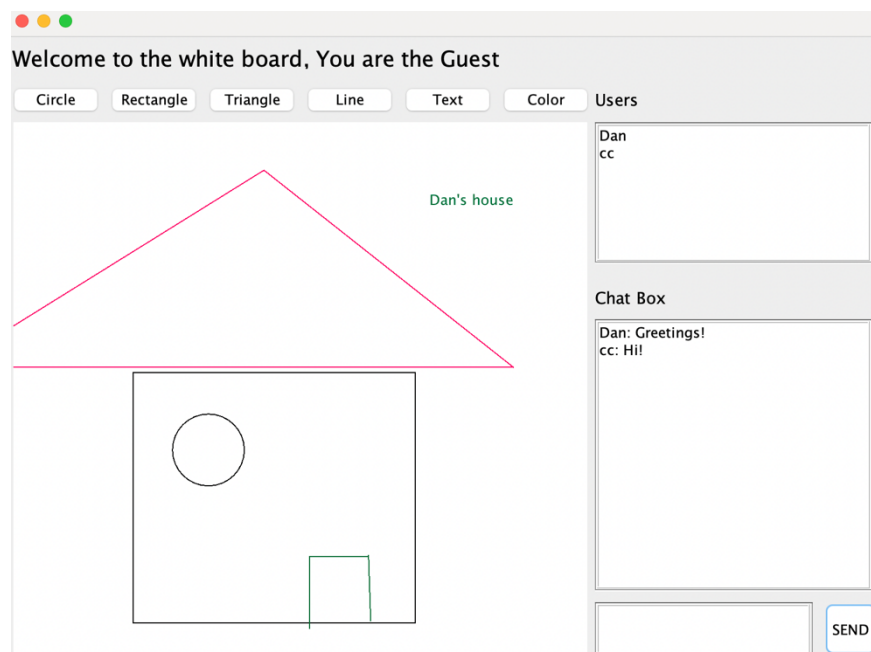 Welcome to the white board, You are the Guest
Circle Rectangle Triangle Line Text Color
Users
Dan
cc
Dan's house
Chat Box
Dan: Greetings!
cc: Hi!
SEND